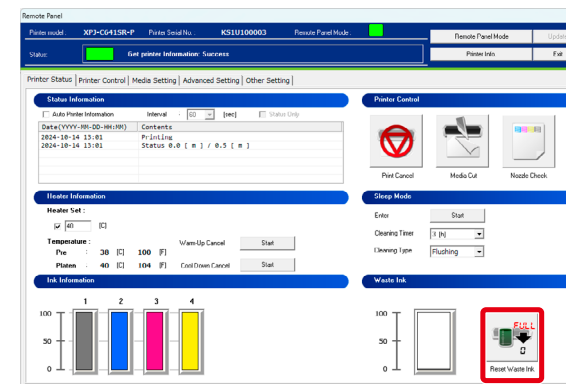 Remote Panel
Printer model : XPJ-C641SR-T Printer Serial No. : KS1U100003 Remote Panel Mode :
Remote Panel Mode Update
Status: Get printer Information: Success
Printer Info. Exit
Printer Status Printer Control Media Setting Advanced Setting Other Setting
Status Information
Auto Printer Information Interval : 60 [sec] Status Only
Date(YYYY-MM-DD-HH:MM) Contents
2024-10-14 13:01 Printing
2024-10-14 13:01 Status 0.0 [ m ] / 0.5 [ m ]
Printer Control
Print Cancel Media Cut Nozzle Check
Heater Information
Heater Set :
40 [C]
Temperature :
Pre : 38 [C] 100 [F]
Platen : 40 [C] 104 [F]
Warm-Up Cancel Start
Cool Down Cancel Start
Sleep Mode
Enter Start
Cleaning Timer 3 [h]
Cleaning Type Flushing
Ink Information
1 2 3 4
100
50
0
Waste Ink
100
50
0
FULL
0
Reset Waste Ink